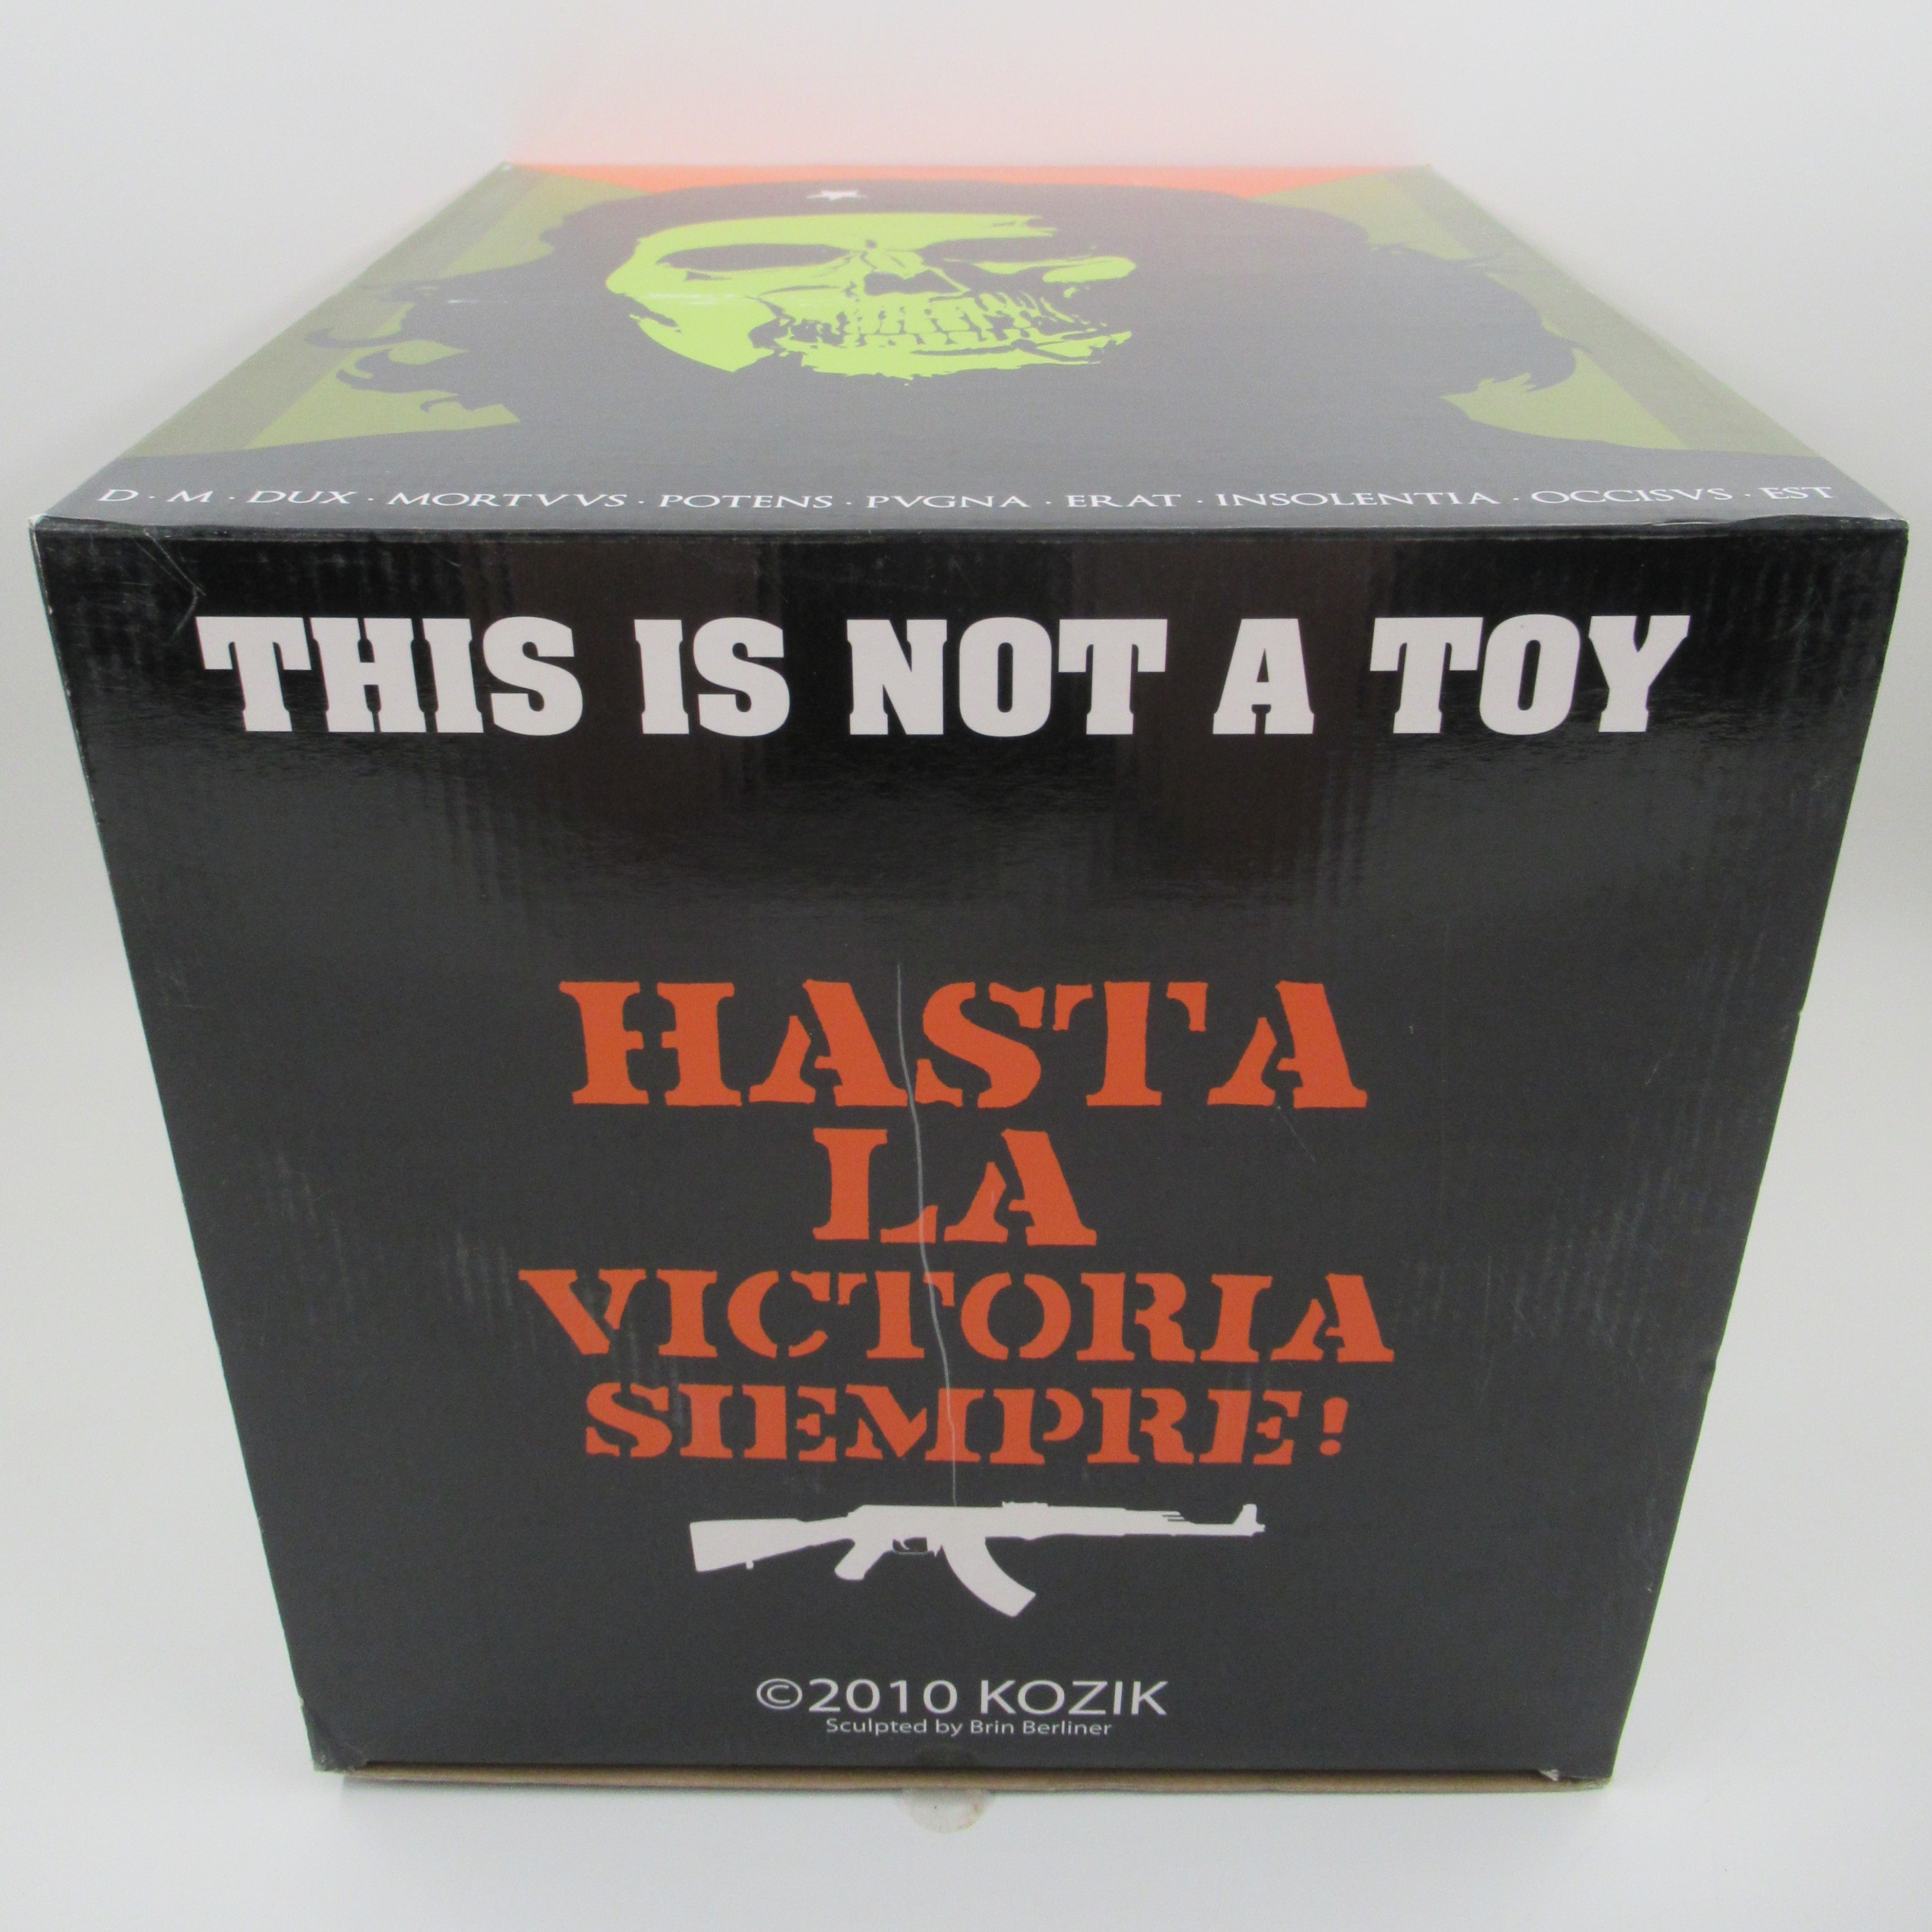 D · M · DUX · MORTVVS · POTENS · PVGNA · ERAT · INSOLENTIA · OCCISVS · EST
THIS IS NOT A TOY
HASTA
LA
VICTORIA
SIEMPRE!
©2010 KOZIK
Sculpted by Brin Berliner